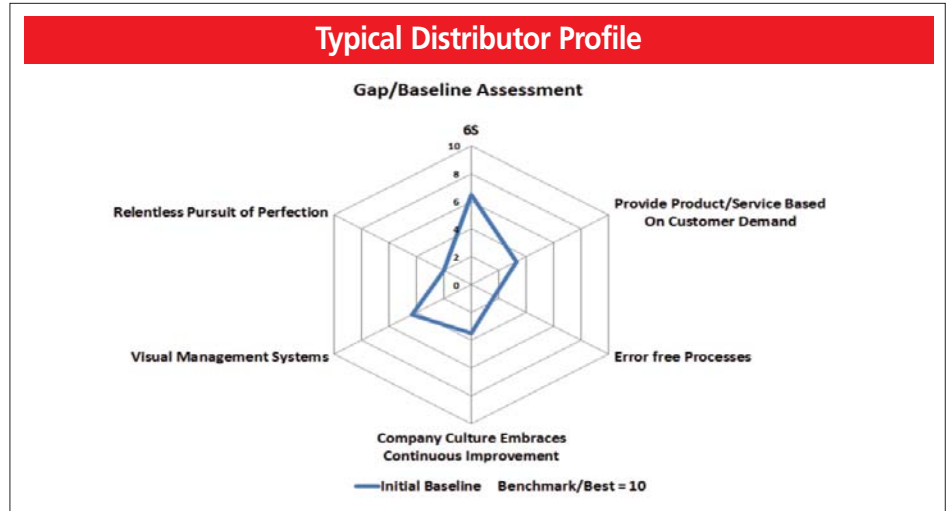 Typical Distributor Profile
Gap/Baseline Assessment
6S
10
8
6
4
2
0
Provide Product/Service Based
On Customer Demand
Error free Processes
Company Culture Embraces
Continuous Improvement
Visual Management Systems
Relentless Pursuit of Perfection
Initial Baseline Benchmark/Best = 10